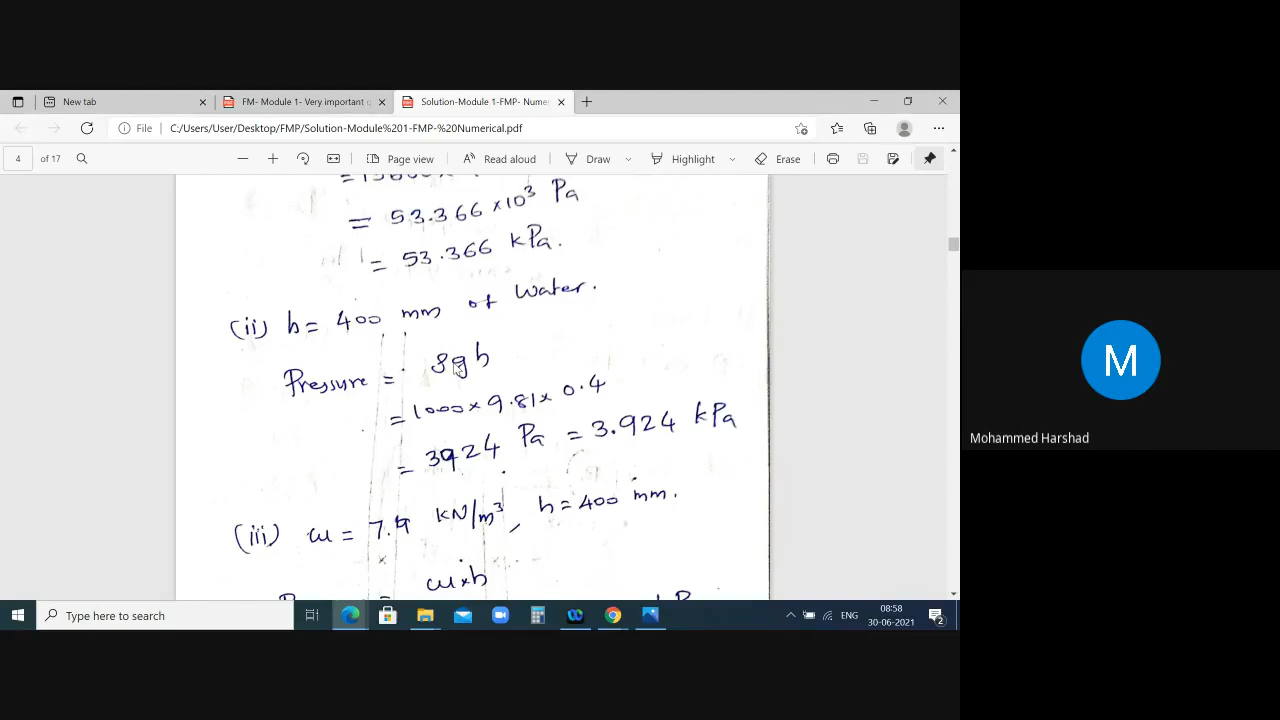 New tab
FM- Module 1- Very important q
Solution-Module 1-FMP- Nume
File
C:/Users/User/Desktop/FMP/Solution-Module%201-FMP-%20Numerical.pdf
4 of 17
Page view
Read aloud
Draw
Highlight
Erase
= 53.366 ×10³ Pa
= 53.366 kPa.
(ii) h = 400 mm of Water.
Pressure = ρgh
= 1000 × 9.81 × 0.4
= 3924 Pa = 3.924 kPa
(iii) ω = 7.9 KN/m³, h = 400 mm.
ω×h
M
Mohammed Harshad
Type here to search
ENG
08:58
30-06-2021
2